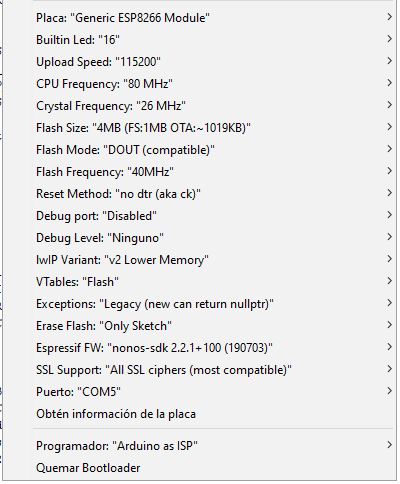 Placa: "Generic ESP8266 Module"
Builtin Led: "16"
Upload Speed: "115200"
CPU Frequency: "80 MHz"
Crystal Frequency: "26 MHz"
Flash Size: "4MB (FS:1MB OTA:~1019KB)"
Flash Mode: "DOUT (compatible)"
Flash Frequency: "40MHz"
Reset Method: "no dtr (aka ck)"
Debug port: "Disabled"
Debug Level: "Ninguno"
lwIP Variant: "v2 Lower Memory"
VTables: "Flash"
Exceptions: "Legacy (new can return nullptr)"
Erase Flash: "Only Sketch"
Espressif FW: "nonos-sdk 2.2.1+100 (190703)"
SSL Support: "All SSL ciphers (most compatible)"
Puerto: "COM5"
Obtén información de la placa
Programador: "Arduino as ISP"
Quemar Bootloader